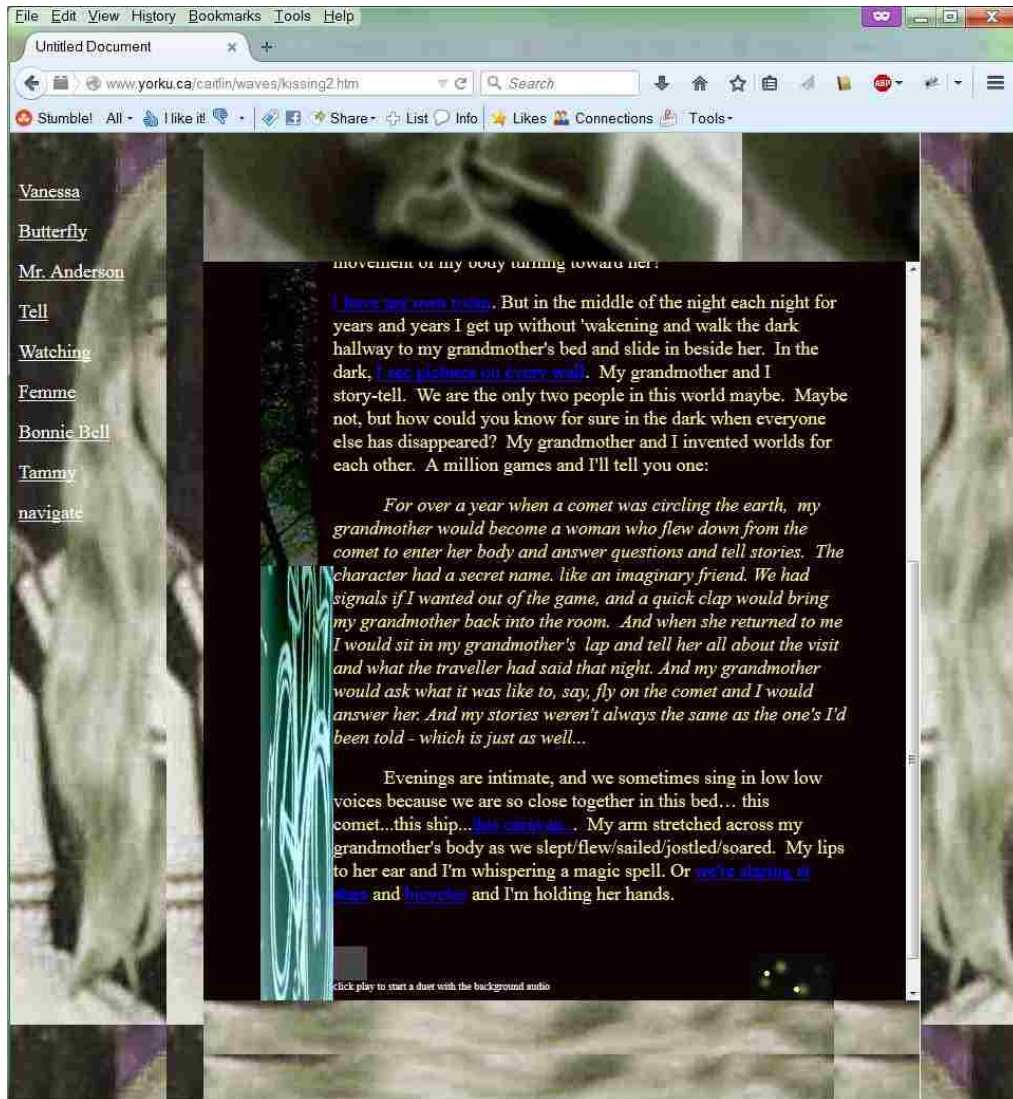 File Edit View History Bookmarks Tools Help
Untitled Document × +
www.yorku.ca/caitlin/waves/kissing2.htm Search ABP
Stumble! All I like it! Share List Info Likes Connections Tools
Vanessa
Butterfly
Mr. Anderson
Tell
Watching
Femme
Bonnie Bell
Tammy
navigate
movement of my body turning toward her?
I have my own room. But in the middle of the night each night for
years and years I get up without 'wakening and walk the dark
hallway to my grandmother's bed and slide in beside her. In the
dark, I see pictures on every wall. My grandmother and I
story-tell. We are the only two people in this world maybe. Maybe
not, but how could you know for sure in the dark when everyone
else has disappeared? My grandmother and I invented worlds for
each other. A million games and I'll tell you one:
For over a year when a comet was circling the earth, my
grandmother would become a woman who flew down from the
comet to enter her body and answer questions and tell stories. The
character had a secret name. like an imaginary friend. We had
signals if I wanted out of the game, and a quick clap would bring
my grandmother back into the room. And when she returned to me
I would sit in my grandmother's lap and tell her all about the visit
and what the traveller had said that night. And my grandmother
would ask what it was like to, say, fly on the comet and I would
answer her. And my stories weren't always the same as the one's I'd
been told - which is just as well...
Evenings are intimate, and we sometimes sing in low low
voices because we are so close together in this bed… this
comet...this ship...this caravan... My arm stretched across my
grandmother's body as we slept/flew/sailed/jostled/soared. My lips
to her ear and I'm whispering a magic spell. Or we're staring at
stars and bicycles and I'm holding her hands.
click play to start a duet with the background audio